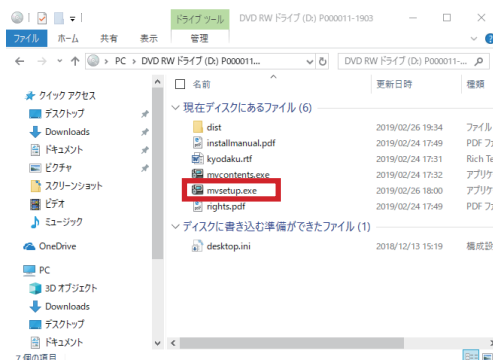 ドライブ ツール DVD RW ドライブ (D:) P000011-1903
ファイル ホーム 共有 表示 管理
PC > DVD RW ドライブ (D:) P000011... DVD RW ドライブ (D:) P000011-...
名前 更新日時 種類
クイック アクセス
デスクトップ
Downloads
ドキュメント
ピクチャ
スクリーンショット
ビデオ
ミュージック
OneDrive
PC
3D オブジェクト
Downloads
デスクトップ
ドキュメント
現在ディスクにあるファイル (6)
dist 2019/02/26 19:34 ファイル
installmanual.pdf 2019/02/24 17:49 PDF フ
kyodaku.rtf 2019/02/24 17:31 Rich Te
mvcontents.exe 2019/02/24 17:32 アプリケ
mvsetup.exe 2019/02/26 18:00 アプリケ
rights.pdf 2019/02/24 17:49 PDF フ
ディスクに書き込む準備ができたファイル (1)
desktop.ini 2018/12/13 15:19 構成設
7 個の項目